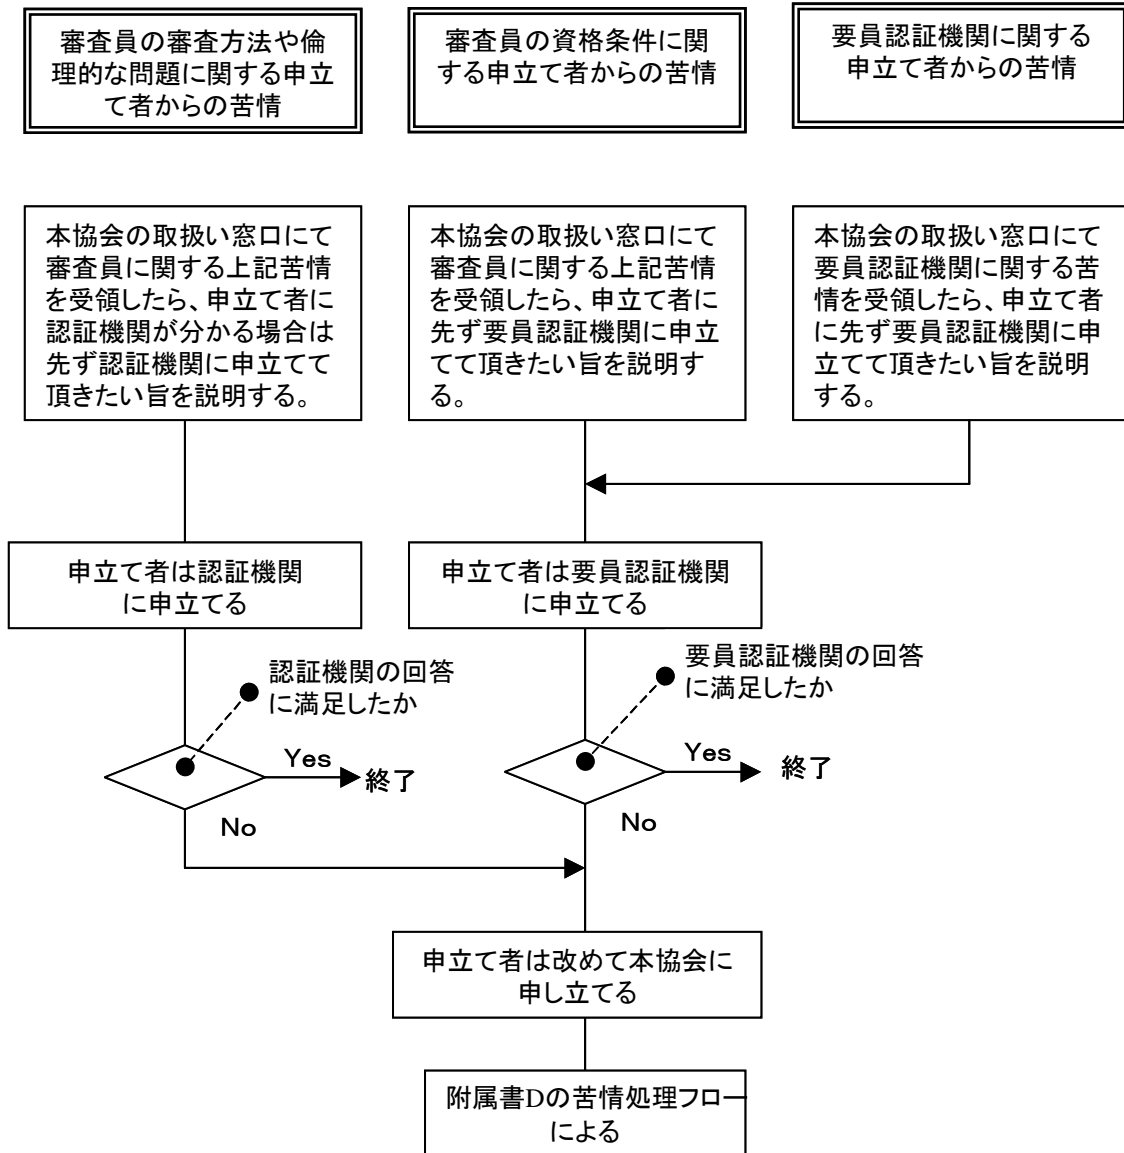 審査員の審査方法や倫
理的な問題に関する申立
て者からの苦情
審査員の資格条件に関
する申立て者からの苦情
要員認証機関に関する
申立て者からの苦情
本協会の取扱い窓口にて
審査員に関する上記苦情
を受領したら、申立て者に
認証機関が分かる場合は
先ず認証機関に申立てて
頂きたい旨を説明する。
本協会の取扱い窓口にて
審査員に関する上記苦情
を受領したら、申立て者に
先ず要員認証機関に申立
てて頂きたい旨を説明す
る。
本協会の取扱い窓口にて
要員認証機関に関する苦
情を受領したら、申立て者
に先ず要員認証機関に申
立てて頂きたい旨を説明
する。
申立て者は認証機関
に申立てる
申立て者は要員認証機関
に申立てる
認証機関の回答
に満足したか
要員認証機関の回答
に満足したか
Yes
終了
No
Yes
終了
No
申立て者は改めて本協会に
申し立てる
附属書Dの苦情処理フロー
による